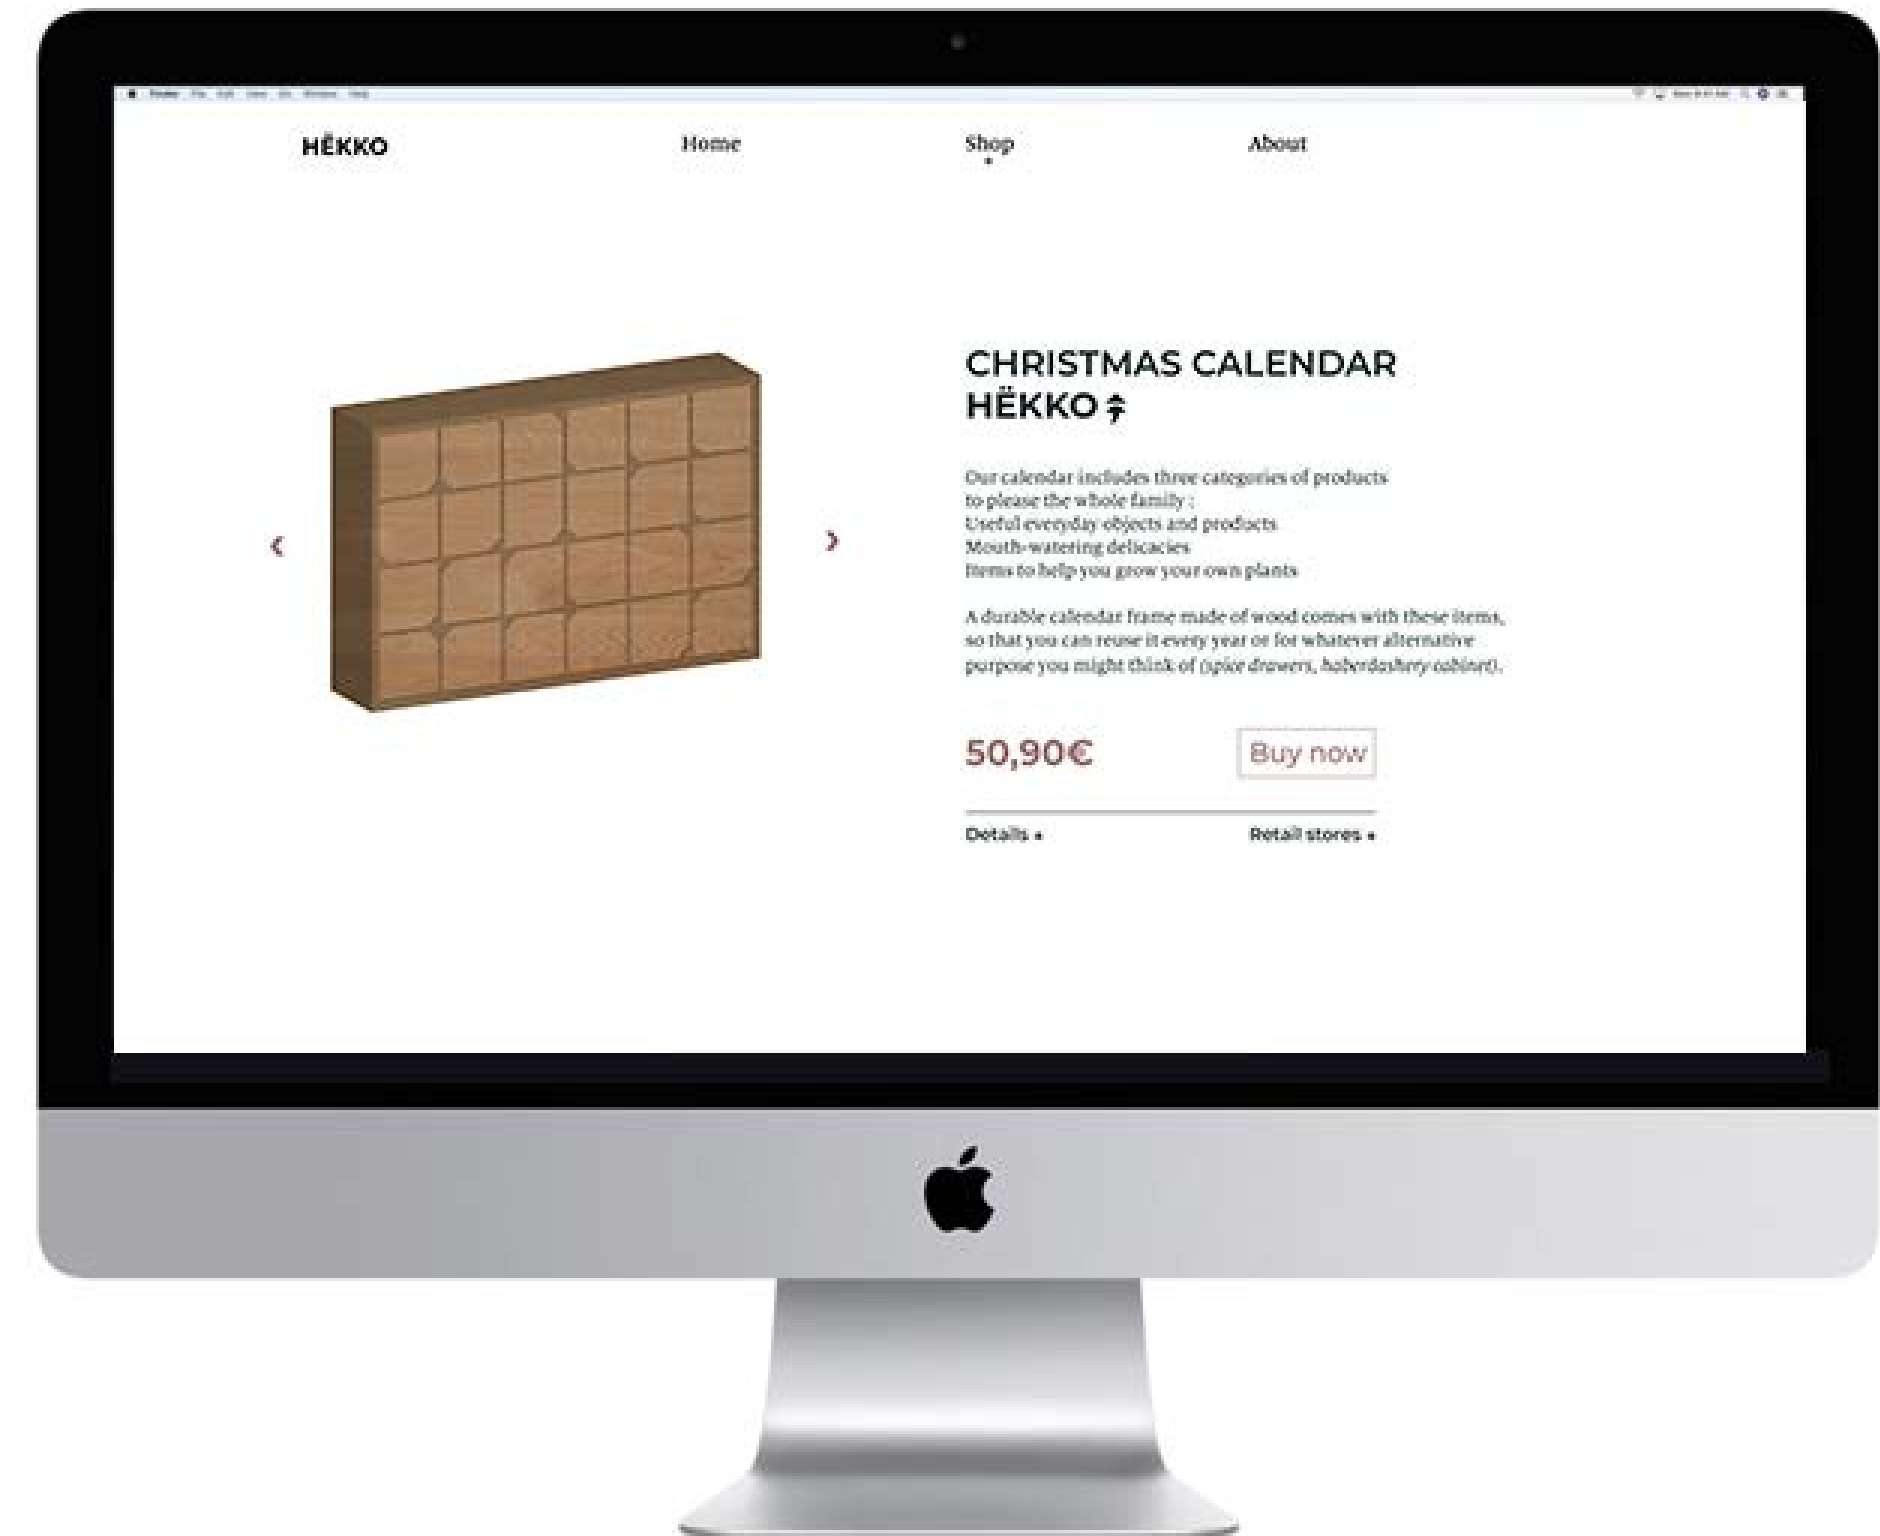 HËKKO
Home
Shop
About
CHRISTMAS CALENDAR
HËKKO
Our calendar includes three categories of products
to please the whole family :
Useful everyday objects and products
Mouth-watering delicacies
Items to help you grow your own plants
A durable calendar frame made of wood comes with these items,
so that you can reuse it every year or for whatever alternative
purpose you might think of (spice drawers, haberdashery cabinet).
50,90€
Buy now
Details •
Retail stores •